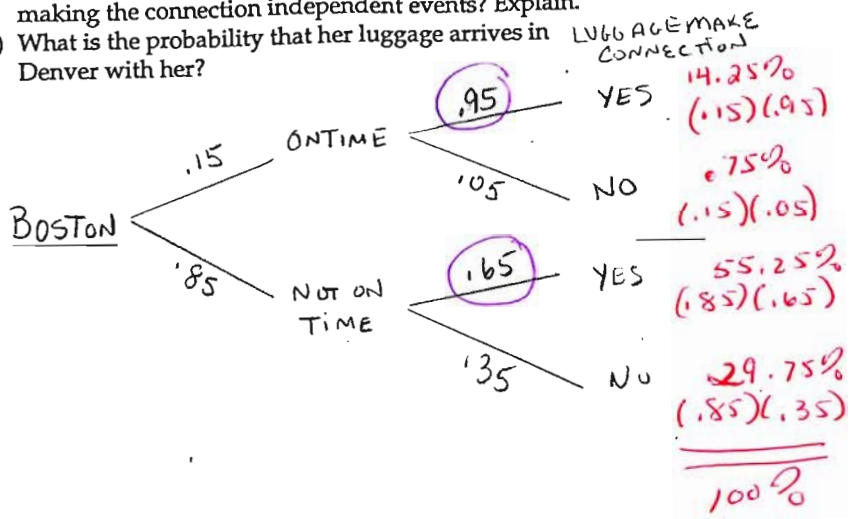 making the connection independent events? Explain.
What is the probability that her luggage arrives in
Denver with her?
LUGGAGE MAKE
CONNECTION
BOSTON
.15
ONTIME
.95
YES
14.25%
(.15)(.95)
.05
NO
.75%
(.15)(.05)
.85
NOT ON
TIME
.65
YES
55.25%
(.85)(.65)
.35
NO
29.75%
(.85)(.35)
100%